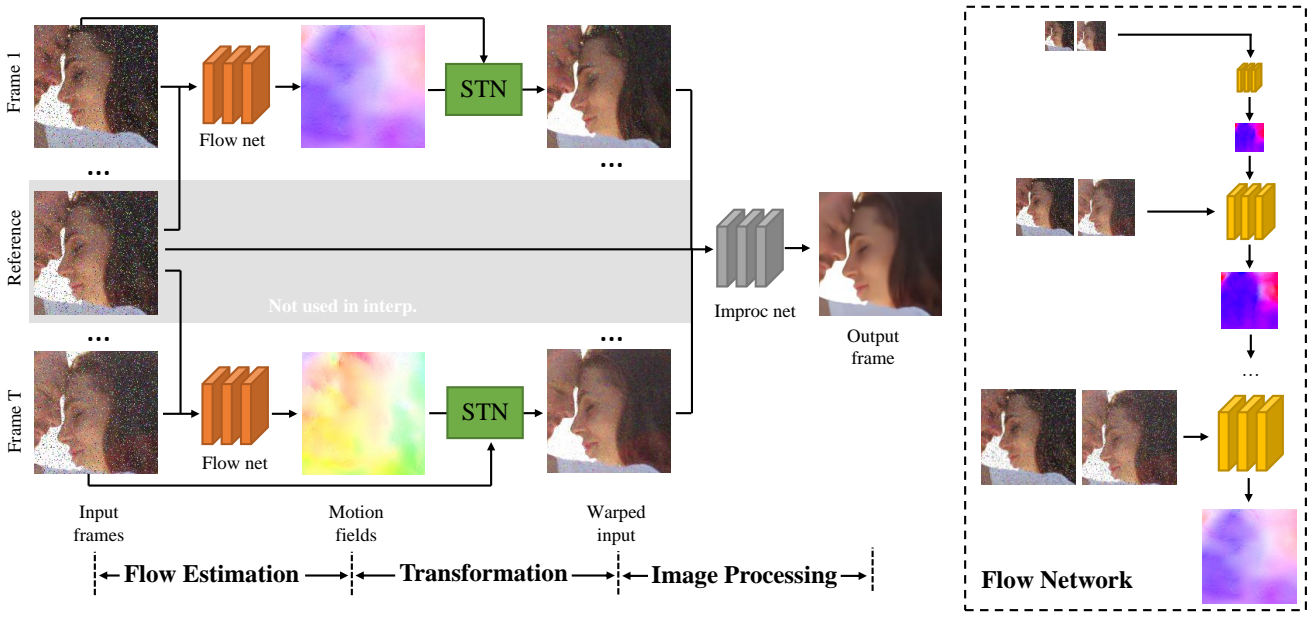 Frame 1
Flow net
STN
...
...
Reference
Not used in interp.
Improc net
Output
frame
...
...
Frame T
Flow net
STN
Input
frames
Motion
fields
Warped
input
Flow Estimation
Transformation
Image Processing
...
Flow Network